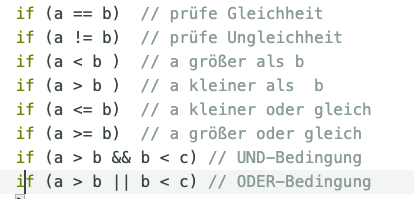 if (a == b)  // prüfe Gleichheit
if (a != b)  // prüfe Ungleichheit
if (a < b )  // a größer als b
if (a > b )  // a kleiner als  b
if (a <= b)  // a kleiner oder gleich
if (a >= b)  // a größer oder gleich
if (a > b && b < c) // UND-Bedingung
if (a > b || b < c) // ODER-Bedingung